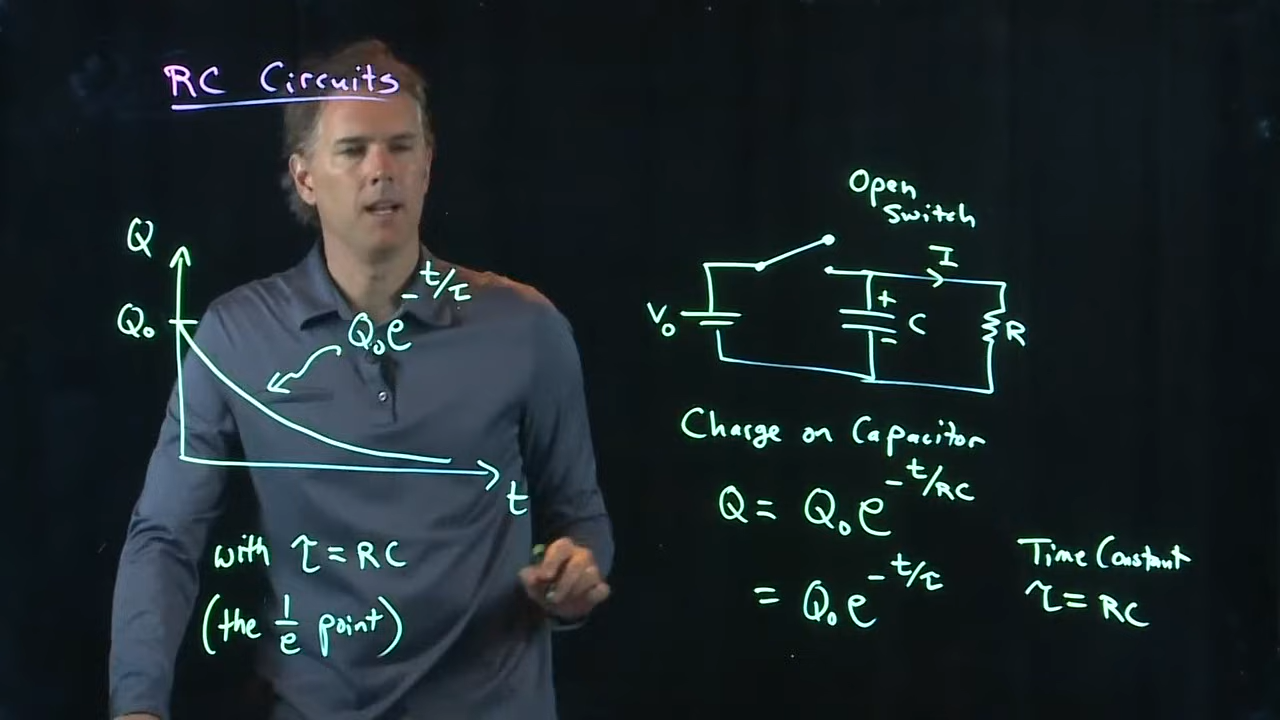 RC Circuits
Q
Q₀
Q₀e^(-t/τ)
t
with τ = RC
(the 1/e point)
Open
Switch
I
V₀
+
C
-
R
Charge on Capacitor
Q = Q₀e^(-t/RC)
= Q₀e^(-t/τ)
Time Constant
τ = RC